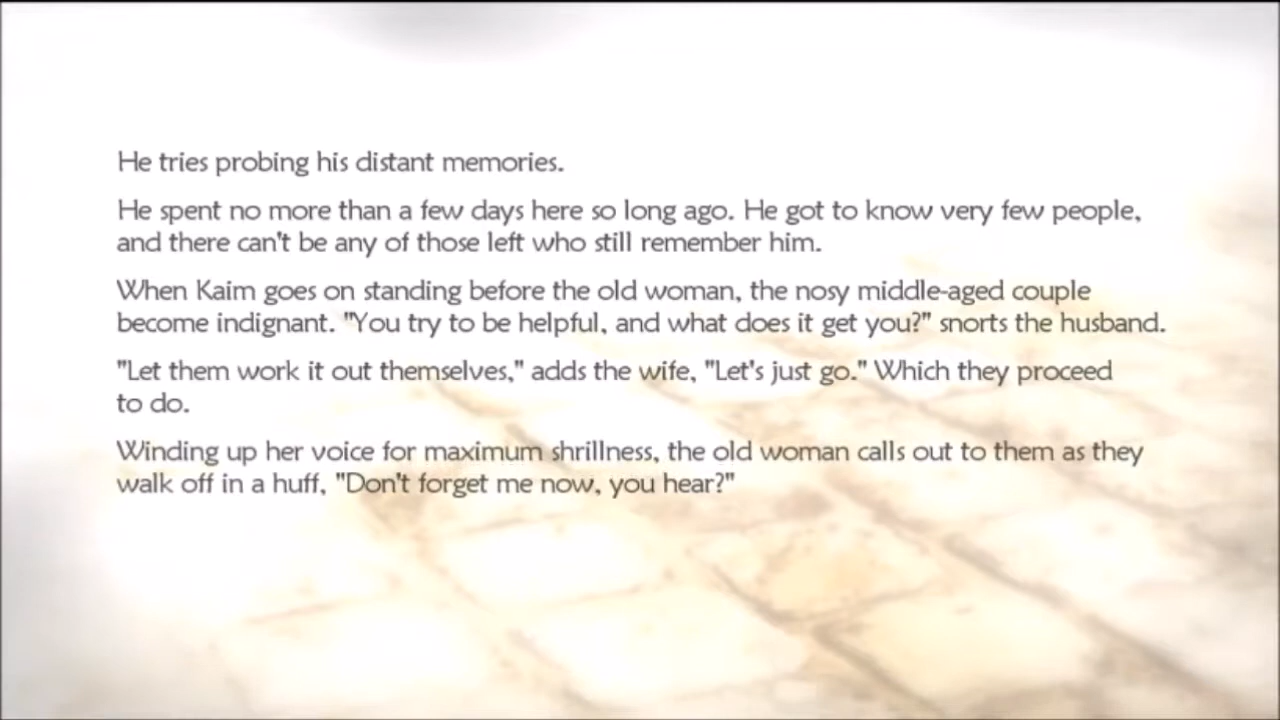 He tries probing his distant memories.
He spent no more than a few days here so long ago. He got to know very few people,
and there can't be any of those left who still remember him.
When Kaim goes on standing before the old woman, the nosy middle-aged couple
become indignant. "You try to be helpful, and what does it get you?" snorts the husband.
"Let them work it out themselves," adds the wife, "Let's just go." Which they proceed
to do.
Winding up her voice for maximum shrillness, the old woman calls out to them as they
walk off in a huff, "Don't forget me now, you hear?"